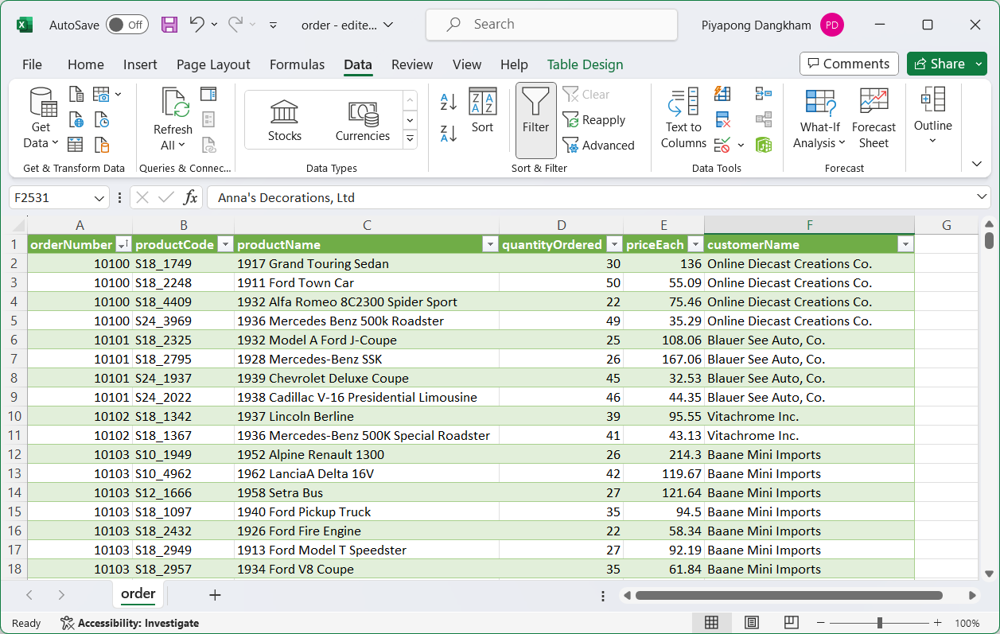 AutoSave Off order - edite... Search Piyapong Dangkham PD
File Home Insert Page Layout Formulas Data Review View Help Table Design Comments Share
Get Data Refresh All Stocks Currencies Sort Filter Clear Reapply Advanced Text to Columns What-If Analysis Forecast Sheet Outline
Get & Transform Data Queries & Connec... Data Types Sort & Filter Data Tools Forecast
F2531 fx Anna's Decorations, Ltd
A B C D E F G
1 orderNumber productCode productName quantityOrdered priceEach customerName
2 10100 S18_1749 1917 Grand Touring Sedan 30 136 Online Diecast Creations Co.
3 10100 S18_2248 1911 Ford Town Car 50 55.09 Online Diecast Creations Co.
4 10100 S18_4409 1932 Alfa Romeo 8C2300 Spider Sport 22 75.46 Online Diecast Creations Co.
5 10100 S24_3969 1936 Mercedes Benz 500k Roadster 49 35.29 Online Diecast Creations Co.
6 10101 S18_2325 1932 Model A Ford J-Coupe 25 108.06 Blauer See Auto, Co.
7 10101 S18_2795 1928 Mercedes-Benz SSK 26 167.06 Blauer See Auto, Co.
8 10101 S24_1937 1939 Chevrolet Deluxe Coupe 45 32.53 Blauer See Auto, Co.
9 10101 S24_2022 1938 Cadillac V-16 Presidential Limousine 46 44.35 Blauer See Auto, Co.
10 10102 S18_1342 1937 Lincoln Berline 39 95.55 Vitachrome Inc.
11 10102 S18_1367 1936 Mercedes-Benz 500K Special Roadster 41 43.13 Vitachrome Inc.
12 10103 S10_1949 1952 Alpine Renault 1300 26 214.3 Baane Mini Imports
13 10103 S10_4962 1962 LanciaA Delta 16V 42 119.67 Baane Mini Imports
14 10103 S12_1666 1958 Setra Bus 27 121.64 Baane Mini Imports
15 10103 S18_1097 1940 Ford Pickup Truck 35 94.5 Baane Mini Imports
16 10103 S18_2432 1926 Ford Fire Engine 22 58.34 Baane Mini Imports
17 10103 S18_2949 1913 Ford Model T Speedster 27 92.19 Baane Mini Imports
18 10103 S18_2957 1934 Ford V8 Coupe 35 61.84 Baane Mini Imports
order
Ready Accessibility: Investigate 100%